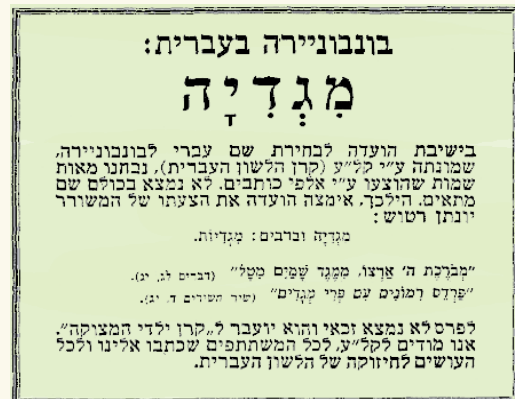 בונבוניירה בעברית:
מִגְדִיָה
בישיבת הועדה לבחירת שם עברי לבונבוניירה,
שמונתה ע״י קל״ע (קרן הלשון העברית), נבחנו מאות
שמות שהוצעו ע״י אלפי כותבים. לא נמצא בכולם שם
מתאים. הילכך, אימצה הועדה את הצעתו של המשורר
יונתן רטוש:
מִגְדִיָה וברבים: מִגְדִיוֹת.
״מְבֹרֶכֶת ה׳ אַרְצוֹ, מִמֶגֶד שָׁמַיִם מִטָל״ (דברים לג, יג).
״פַּרְדֵס רִמוֹנִים עִם פְּרִי מְגָדִים״ (שיר השירים ד, יג).
לפרס לא נמצא זכאי והוא יועבר ל„קרן ילדי המצוקה״.
אנו מודים לקל״ע, לכל המשתתפים שכתבו אלינו ולכל
העושים לחיזוקה של הלשון העברית.